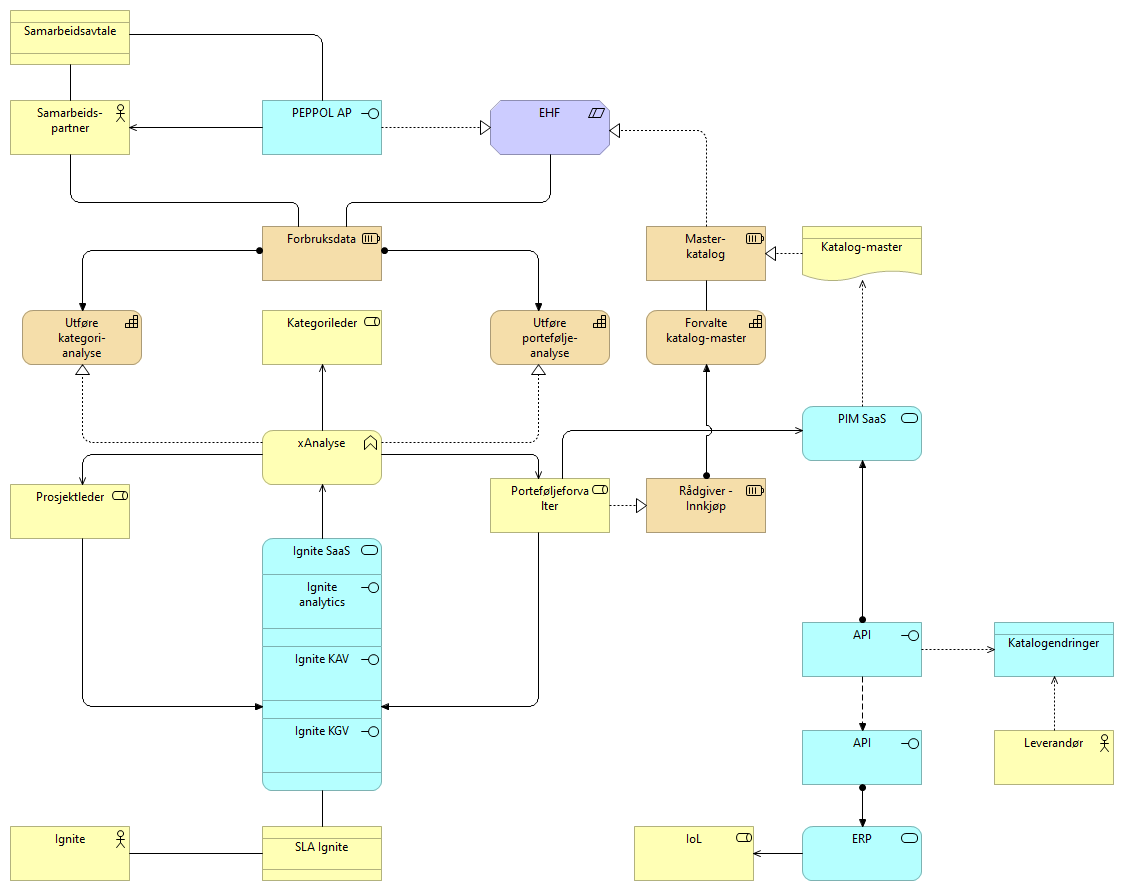 Samarbeidsavtale
Samarbeids-
partner
PEPPOL AP
EHF
Forbruksdata
Master-
katalog
Katalog-master
Utføre
kategori-
analyse
Kategorileder
Utføre
portefølje-
analyse
Forvalte
katalog-master
PIM SaaS
xAnalyse
Prosjektleder
Porteføljeforva
lter
Rådgiver -
Innkjøp
Ignite SaaS
Ignite
analytics
Ignite KAV
Ignite KGV
API
Katalogendringer
API
Leverandør
Ignite
SLA Ignite
IoL
ERP